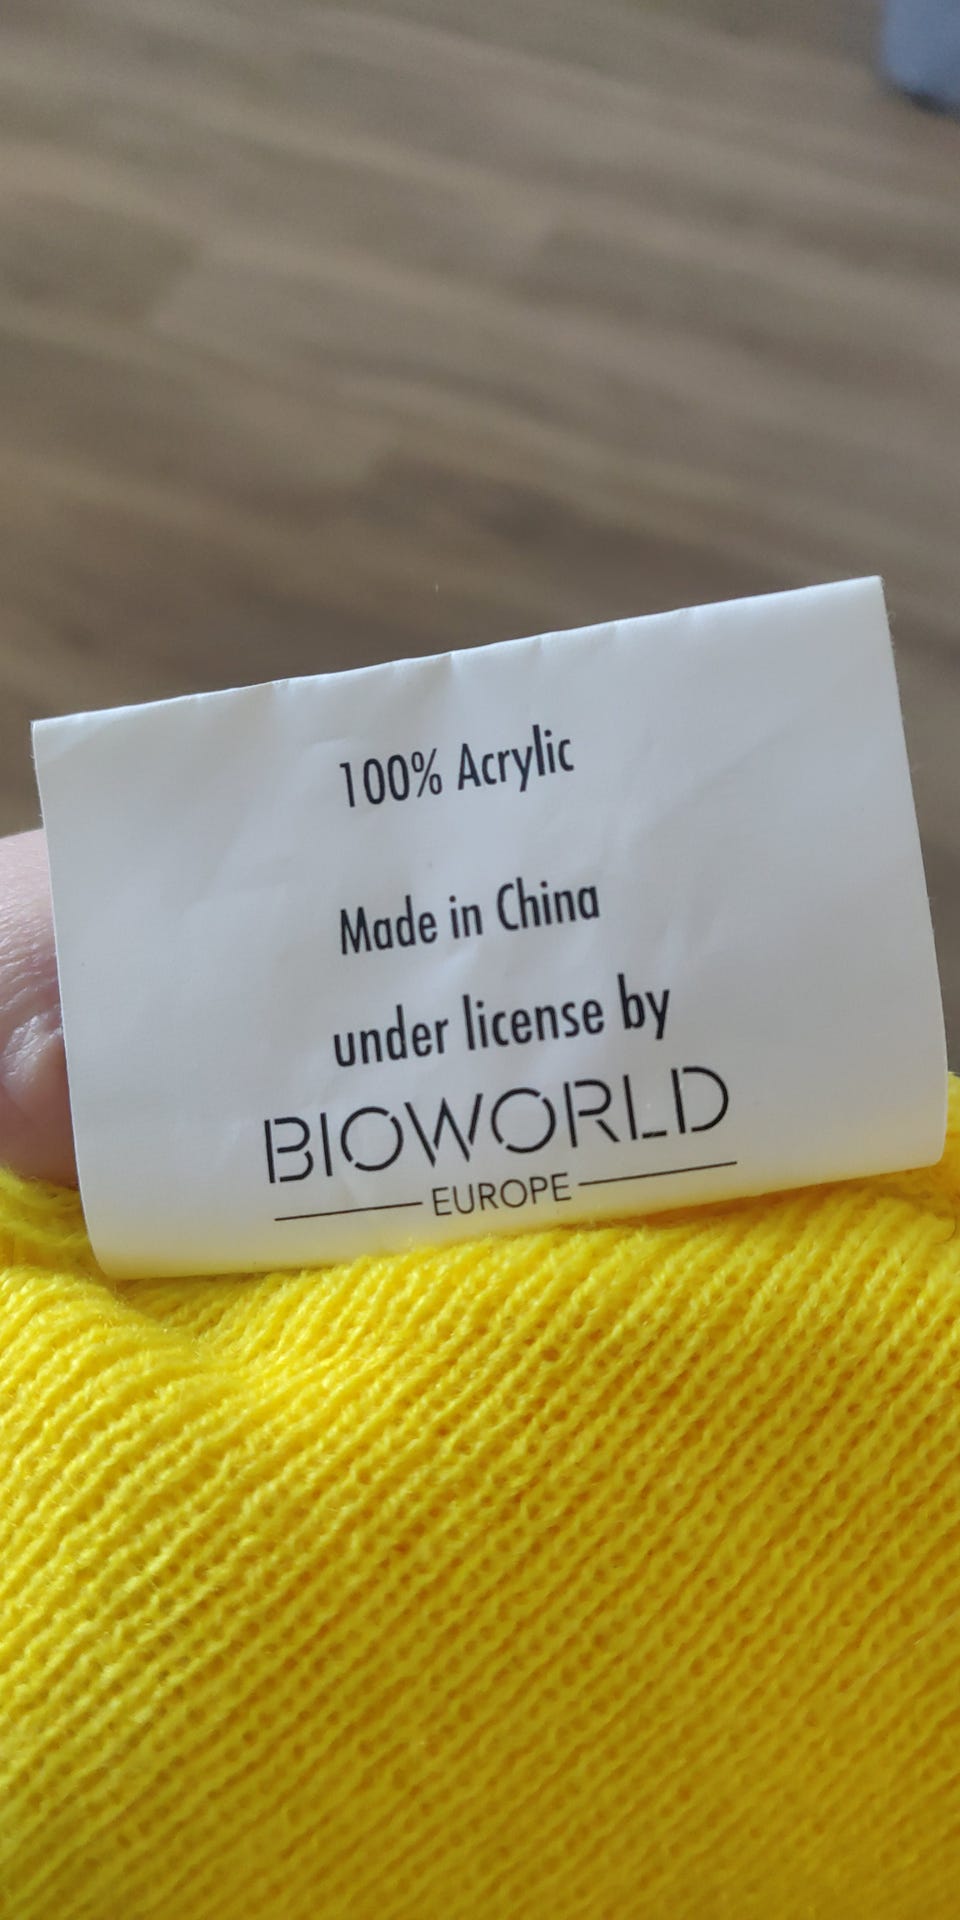 100% Acrylic
Made in China
under license by
BIOWORLD
EUROPE